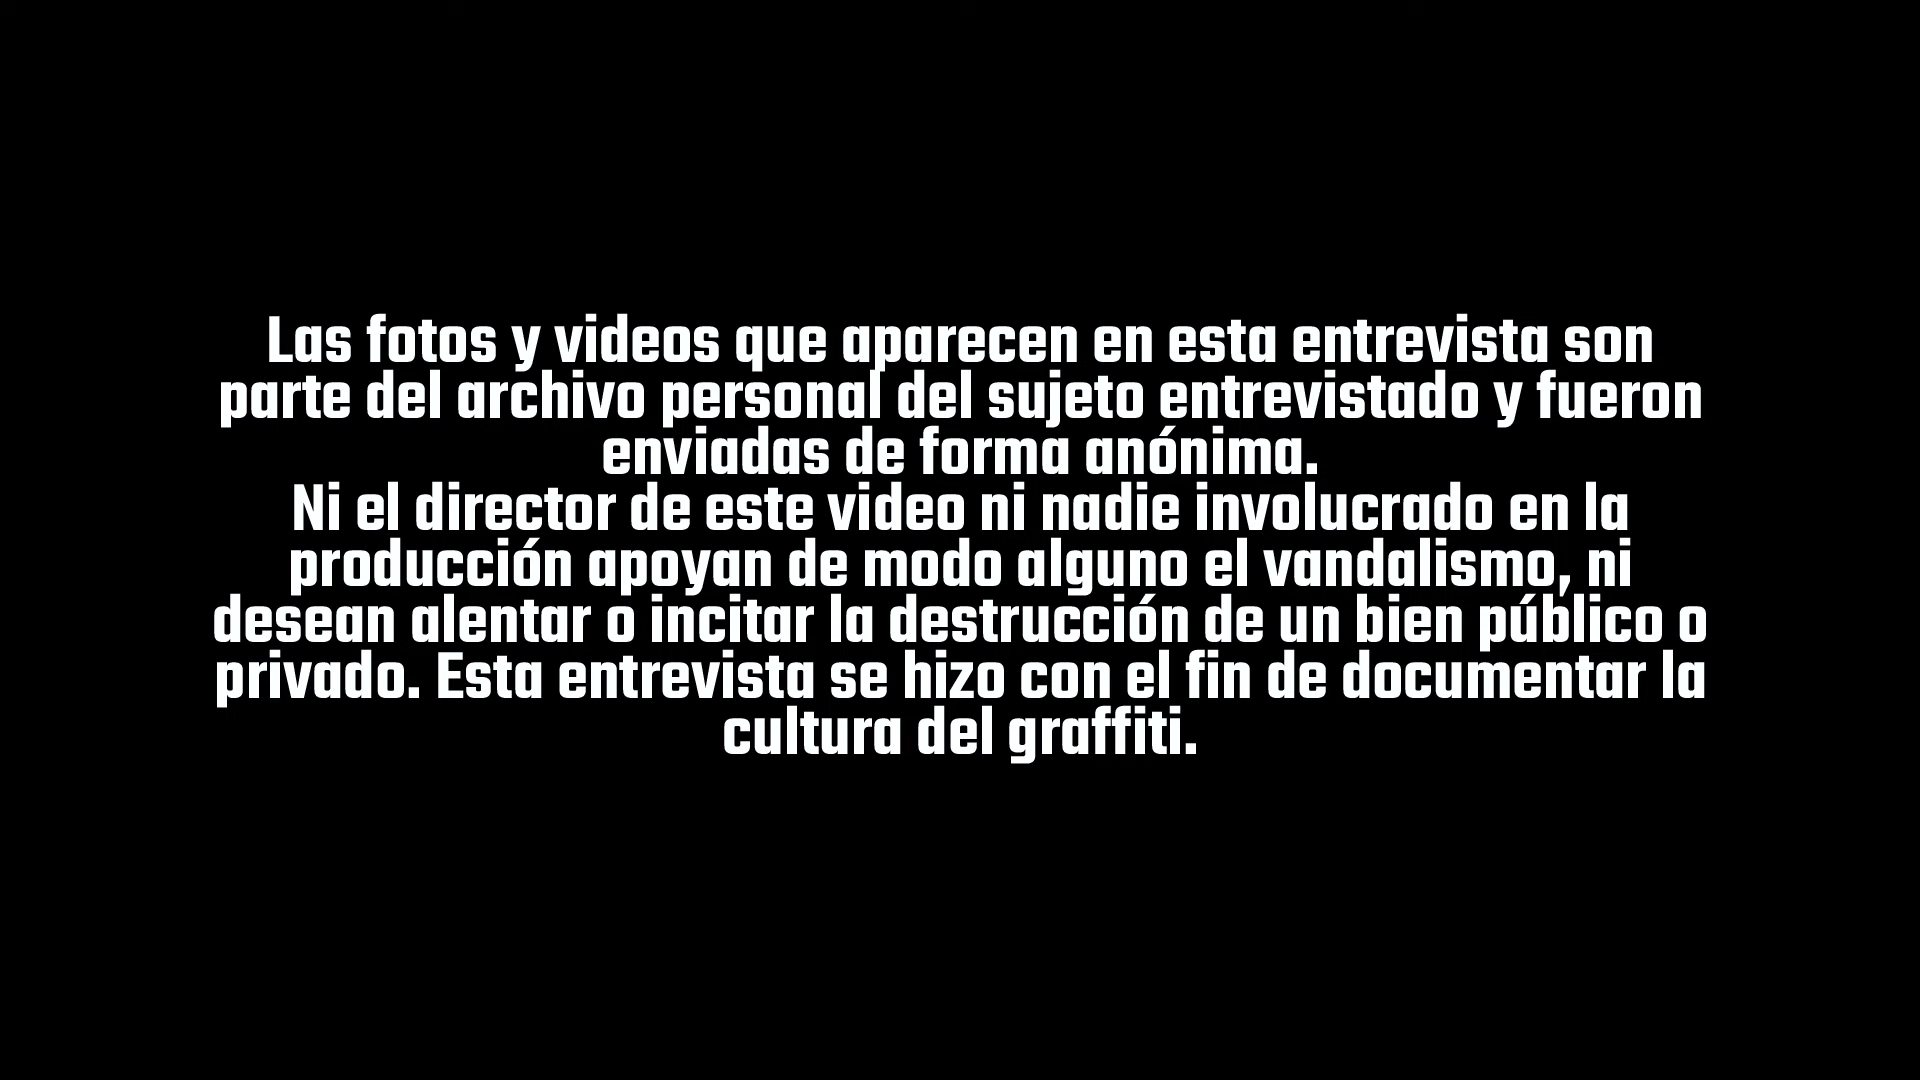 Las fotos y videos que aparecen en esta entrevista son
parte del archivo personal del sujeto entrevistado y fueron
enviadas de forma anónima.
Ni el director de este video ni nadie involucrado en la
producción apoyan de modo alguno el vandalismo, ni
desean alentar o incitar la destrucción de un bien público o
privado. Esta entrevista se hizo con el fin de documentar la
cultura del graffiti.